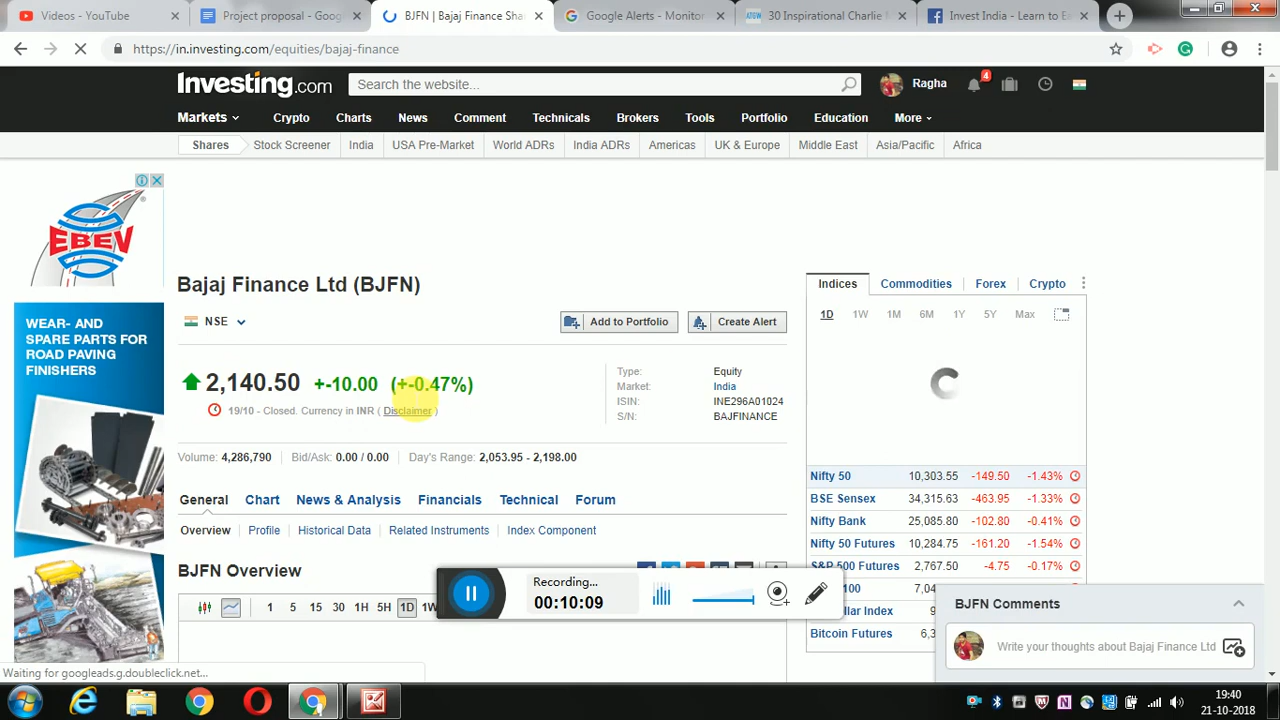 Videos - YouTube
Project proposal - Goog
BJFN | Bajaj Finance Sha
Google Alerts - Monitor
30 Inspirational Charlie
Invest India - Learn to E
https://in.investing.com/equities/bajaj-finance
Investing.com
Search the website...
Ragha
4
Markets
Crypto
Charts
News
Comment
Technicals
Brokers
Tools
Portfolio
Education
More
Shares
Stock Screener
India
USA Pre-Market
World ADRs
India ADRs
Americas
UK & Europe
Middle East
Asia/Pacific
Africa
EBEV
WEAR- AND
SPARE PARTS FOR
ROAD PAVING
FINISHERS
Bajaj Finance Ltd (BJFN)
NSE
Add to Portfolio
Create Alert
2,140.50 +-10.00 (+-0.47%)
19/10 - Closed. Currency in INR ( Disclaimer )
Type: Equity
Market: India
ISIN: INE296A01024
S/N: BAJFINANCE
Volume: 4,286,790 Bid/Ask: 0.00 / 0.00 Day's Range: 2,053.95 - 2,198.00
General
Chart
News & Analysis
Financials
Technical
Forum
Overview
Profile
Historical Data
Related Instruments
Index Component
BJFN Overview
1 5 15 30 1H 5H 1D 1W
Indices
Commodities
Forex
Crypto
1D 1W 1M 6M 1Y 5Y Max
Nifty 50 10,303.55 -149.50 -1.43%
BSE Sensex 34,315.63 -463.95 -1.33%
Nifty Bank 25,085.80 -102.80 -0.41%
Nifty 50 Futures 10,284.75 -161.20 -1.54%
S&P 500 Futures 2,767.50 -4.75 -0.17%
100 7,04
llar Index 9
Bitcoin Futures 6,3
Recording...
00:10:09
BJFN Comments
Write your thoughts about Bajaj Finance Ltd
Waiting for googleads.g.doubleclick.net...
19:40
21-10-2018